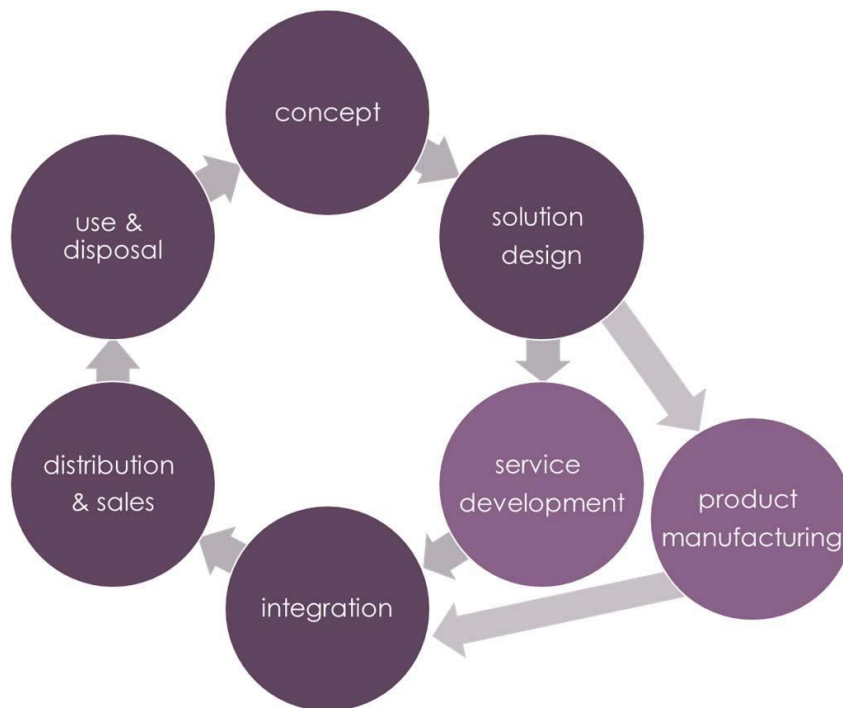 concept
solution
design
service
development
product
manufacturing
integration
distribution
& sales
use &
disposal